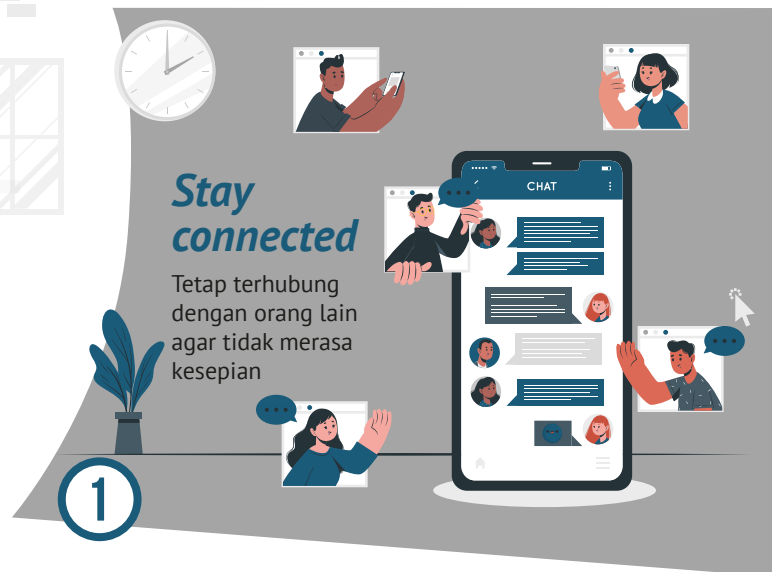 Stay
connected
Tetap terhubung
dengan orang lain
agar tidak merasa
kesepian
CHAT
1